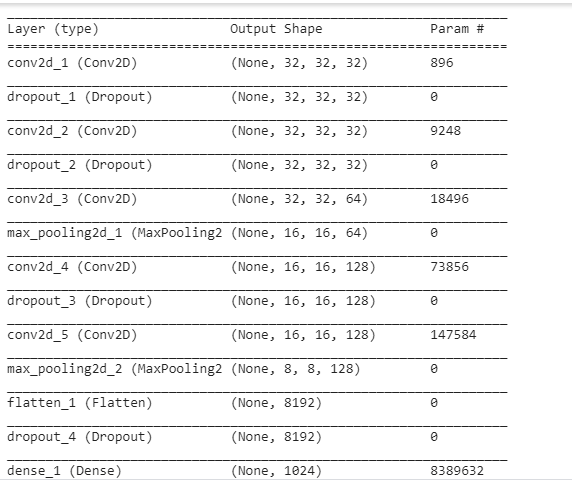 Layer (type) Output Shape Param #
conv2d_1 (Conv2D) (None, 32, 32, 32) 896
dropout_1 (Dropout) (None, 32, 32, 32) 0
conv2d_2 (Conv2D) (None, 32, 32, 32) 9248
dropout_2 (Dropout) (None, 32, 32, 32) 0
conv2d_3 (Conv2D) (None, 32, 32, 64) 18496
max_pooling2d_1 (MaxPooling2 (None, 16, 16, 64) 0
conv2d_4 (Conv2D) (None, 16, 16, 128) 73856
dropout_3 (Dropout) (None, 16, 16, 128) 0
conv2d_5 (Conv2D) (None, 16, 16, 128) 147584
max_pooling2d_2 (MaxPooling2 (None, 8, 8, 128) 0
flatten_1 (Flatten) (None, 8192) 0
dropout_4 (Dropout) (None, 8192) 0
dense_1 (Dense) (None, 1024) 8389632